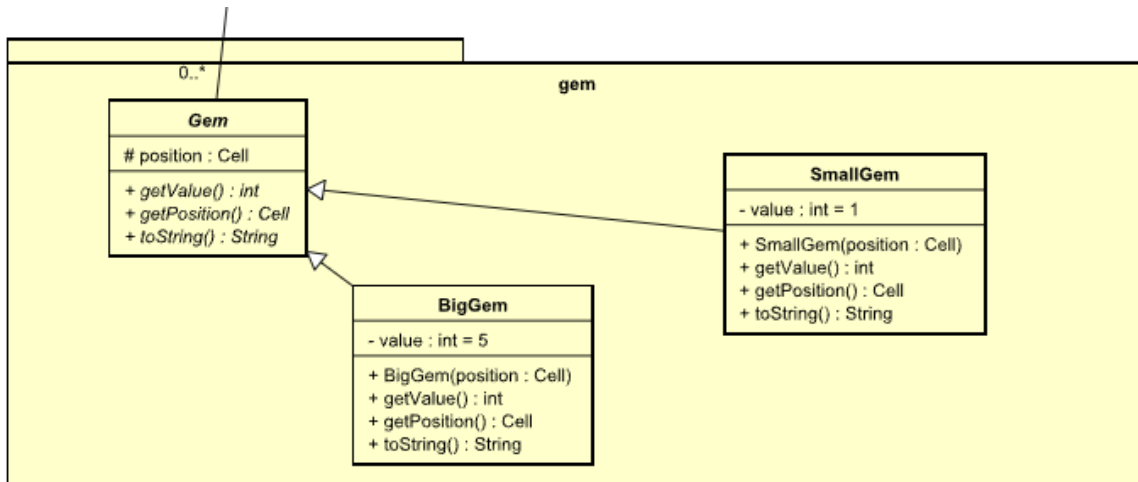 0..*
gem
Gem
# position : Cell
+ getValue() : int
+ getPosition() : Cell
+ toString() : String
SmallGem
- value : int = 1
+ SmallGem(position : Cell)
+ getValue() : int
+ getPosition() : Cell
+ toString() : String
BigGem
- value : int = 5
+ BigGem(position : Cell)
+ getValue() : int
+ getPosition() : Cell
+ toString() : String